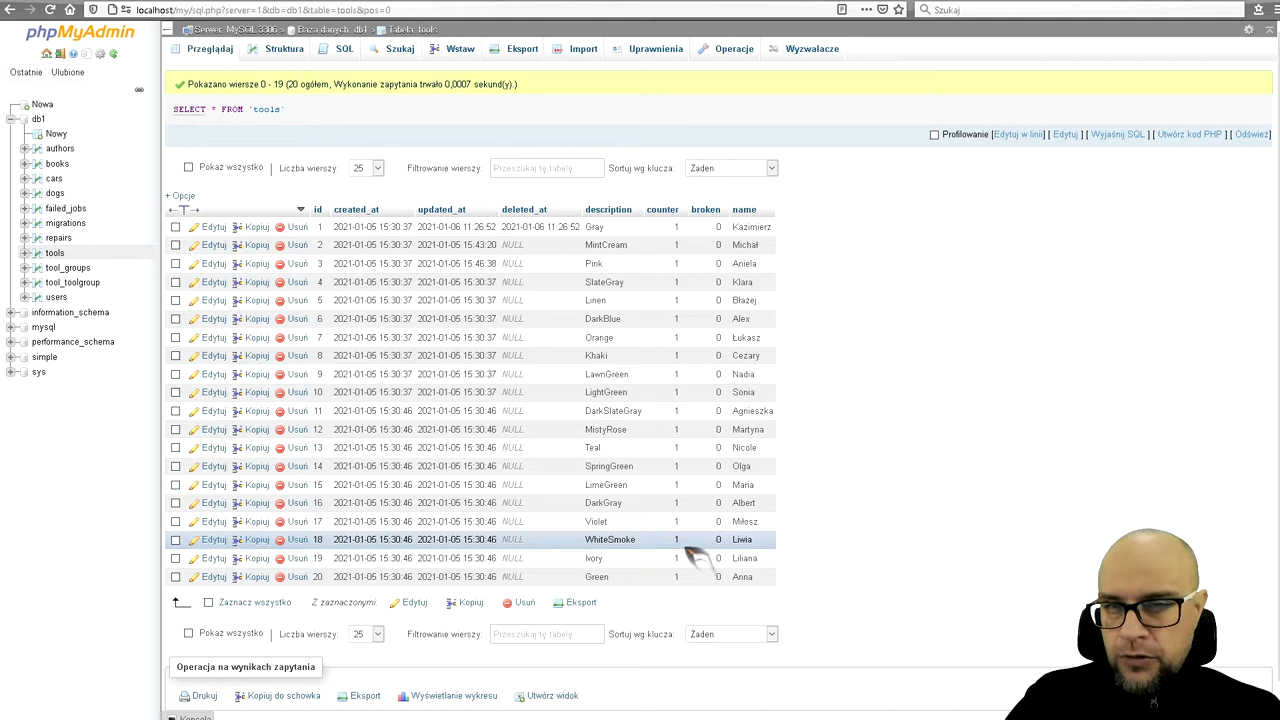 localhost/my/sql.php?server=1&db=db1&table=tools&pos=0
Szukaj
phpMyAdmin
Ostatnie Ulubione
Nowa
db1
Nowy
authors
books
cars
dogs
failed_jobs
migrations
repairs
tools
tool_groups
tool_toolgroup
users
information_schema
mysql
performance_schema
simple
sys
Server: MySQL:3306 » Baza danych: db1 » Tabela: tools
Przeglądaj Struktura SQL Szukaj Wstaw Eksport Import Uprawnienia Operacje Wyzwalacze
Pokazano wiersze 0 - 19 (20 ogółem, Wykonanie zapytania trwało 0,0007 sekund(y).)
SELECT * FROM `tools`
Profilowanie [Edytuj w linii] [ Edytuj ] [ Wyjaśnij SQL ] [ Utwórz kod PHP ] [ Odśwież]
Pokaż wszystko | Liczba wierszy: 25 Filtrowanie wierszy: Przeszukaj tę tabelę Sortuj wg klucza: Żaden
+ Opcje
←T→ id created_at updated_at deleted_at description counter broken name
Edytuj Kopiuj Usuń 1 2021-01-05 15:30:37 2021-01-06 11:26:52 2021-01-06 11:26:52 Gray 1 0 Kazimierz
Edytuj Kopiuj Usuń 2 2021-01-05 15:30:37 2021-01-05 15:43:20 NULL MintCream 1 0 Michał
Edytuj Kopiuj Usuń 3 2021-01-05 15:30:37 2021-01-05 15:46:38 NULL Pink 1 0 Aniela
Edytuj Kopiuj Usuń 4 2021-01-05 15:30:37 2021-01-05 15:30:37 NULL SlateGray 1 0 Klara
Edytuj Kopiuj Usuń 5 2021-01-05 15:30:37 2021-01-05 15:30:37 NULL Linen 1 0 Błażej
Edytuj Kopiuj Usuń 6 2021-01-05 15:30:37 2021-01-05 15:30:37 NULL DarkBlue 1 0 Alex
Edytuj Kopiuj Usuń 7 2021-01-05 15:30:37 2021-01-05 15:30:37 NULL Orange 1 0 Łukasz
Edytuj Kopiuj Usuń 8 2021-01-05 15:30:37 2021-01-05 15:30:37 NULL Khaki 1 0 Cezary
Edytuj Kopiuj Usuń 9 2021-01-05 15:30:37 2021-01-05 15:30:37 NULL LawnGreen 1 0 Nadia
Edytuj Kopiuj Usuń 10 2021-01-05 15:30:37 2021-01-05 15:30:37 NULL LightGreen 1 0 Sonia
Edytuj Kopiuj Usuń 11 2021-01-05 15:30:46 2021-01-05 15:30:46 NULL DarkSlateGray 1 0 Agnieszka
Edytuj Kopiuj Usuń 12 2021-01-05 15:30:46 2021-01-05 15:30:46 NULL MistyRose 1 0 Martyna
Edytuj Kopiuj Usuń 13 2021-01-05 15:30:46 2021-01-05 15:30:46 NULL Teal 1 0 Nicole
Edytuj Kopiuj Usuń 14 2021-01-05 15:30:46 2021-01-05 15:30:46 NULL SpringGreen 1 0 Olga
Edytuj Kopiuj Usuń 15 2021-01-05 15:30:46 2021-01-05 15:30:46 NULL LimeGreen 1 0 Maria
Edytuj Kopiuj Usuń 16 2021-01-05 15:30:46 2021-01-05 15:30:46 NULL DarkGray 1 0 Albert
Edytuj Kopiuj Usuń 17 2021-01-05 15:30:46 2021-01-05 15:30:46 NULL Violet 1 0 Miłosz
Edytuj Kopiuj Usuń 18 2021-01-05 15:30:46 2021-01-05 15:30:46 NULL WhiteSmoke 1 0 Liwia
Edytuj Kopiuj Usuń 19 2021-01-05 15:30:46 2021-01-05 15:30:46 NULL Ivory 1 0 Liliana
Edytuj Kopiuj Usuń 20 2021-01-05 15:30:46 2021-01-05 15:30:46 NULL Green 1 0 Anna
Zaznacz wszystko Z zaznaczonymi: Edytuj Kopiuj Usuń Eksport
Pokaż wszystko | Liczba wierszy: 25 Filtrowanie wierszy: Przeszukaj tę tabelę Sortuj wg klucza: Żaden
Operacja na wynikach zapytania
Drukuj Kopiuj do schowka Eksport Wyświetlanie wykresu Utwórz widok
Konsola